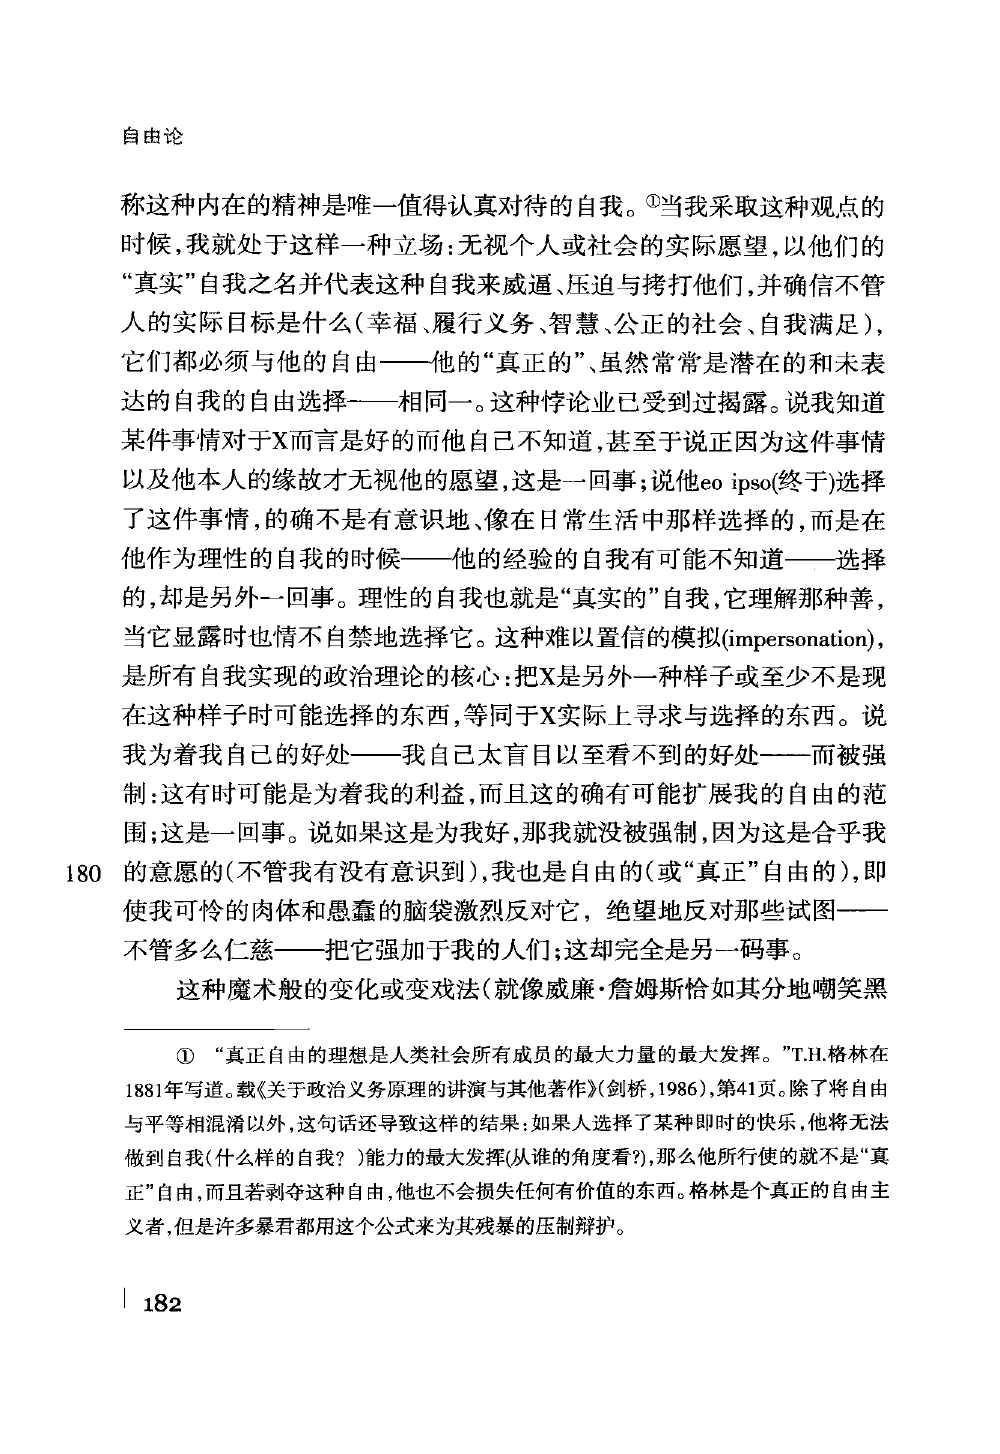 自由论
称这种内在的精神是唯一值得认真对待的自我。①当我采取这种观点的
时候,我就处于这样一种立场:无视个人或社会的实际愿望,以他们的
“真实”自我之名并代表这种自我来威逼、压迫与拷打他们,并确信不管
人的实际目标是什么(幸福、履行义务、智慧、公正的社会、自我满足),
它们都必须与他的自由——他的“真正的”、虽然常常是潜在的和未表
达的自我的自由选择——相同一。这种悖论业已受到过揭露。说我知道
某件事情对于X而言是好的而他自己不知道,甚至于说正因为这件事情
以及他本人的缘故才无视他的愿望,这是一回事;说他eo ipso(终于)选择
了这件事情,的确不是有意识地、像在日常生活中那样选择的,而是在
他作为理性的自我的时候——他的经验的自我有可能不知道——选择
的,却是另外一回事。理性的自我也就是“真实的”自我,它理解那种善,
当它显露时也情不自禁地选择它。这种难以置信的模拟(impersonation),
是所有自我实现的政治理论的核心:把X是另外一种样子或至少不是现
在这种样子时可能选择的东西,等同于X实际上寻求与选择的东西。说
我为着我自己的好处——我自己太盲目以至看不到的好处——而被强
制:这有时可能是为着我的利益,而且这的确有可能扩展我的自由的范
围;这是一回事。说如果这是为我好,那我就没被强制,因为这是合乎我
180 的意愿的(不管我有没有意识到),我也是自由的(或“真正”自由的),即
使我可怜的肉体和愚蠢的脑袋激烈反对它,绝望地反对那些试图——
不管多么仁慈——把它强加于我的人们;这却完全是另一码事。
这种魔术般的变化或变戏法(就像威廉·詹姆斯恰如其分地嘲笑黑
① “真正自由的理想是人类社会所有成员的最大力量的最大发挥。”T.H.格林在
1881年写道。载《关于政治义务原理的讲演与其他著作》(剑桥,1986),第41页。除了将自由
与平等相混淆以外,这句话还导致这样的结果:如果人选择了某种即时的快乐,他将无法
做到自我(什么样的自我?)能力的最大发挥(从谁的角度看?),那么他所行使的就不是“真
正”自由,而且若剥夺这种自由,他也不会损失任何有价值的东西。格林是个真正的自由主
义者,但是许多暴君都用这个公式来为其残暴的压制辩护。
182